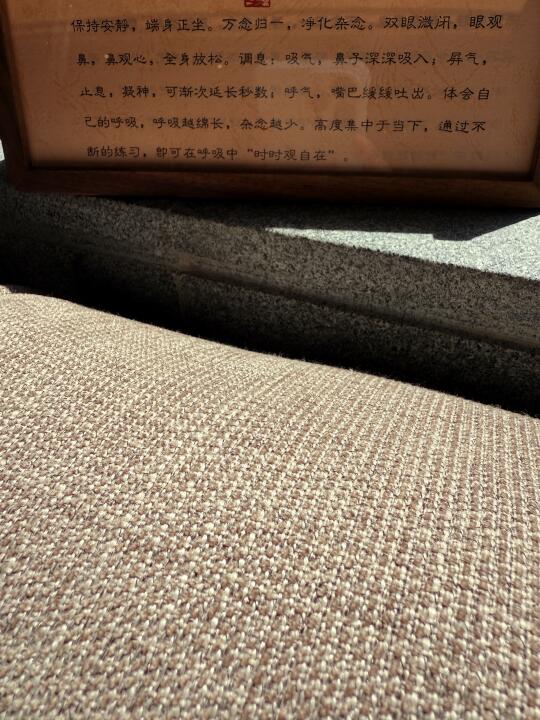 保持安静，端身正坐。万念归一，净化杂念。双眼微闭，眼观
鼻，鼻观心，全身放松。调息：吸气，鼻子深深吸入；屏气，
止息，凝神，可渐次延长秒数；呼气，嘴巴缓缓吐出。体会自
己的呼吸，呼吸越绵长，杂念越少。高度集中于当下，通过不
断的练习，即可在呼吸中“时时观自在”。